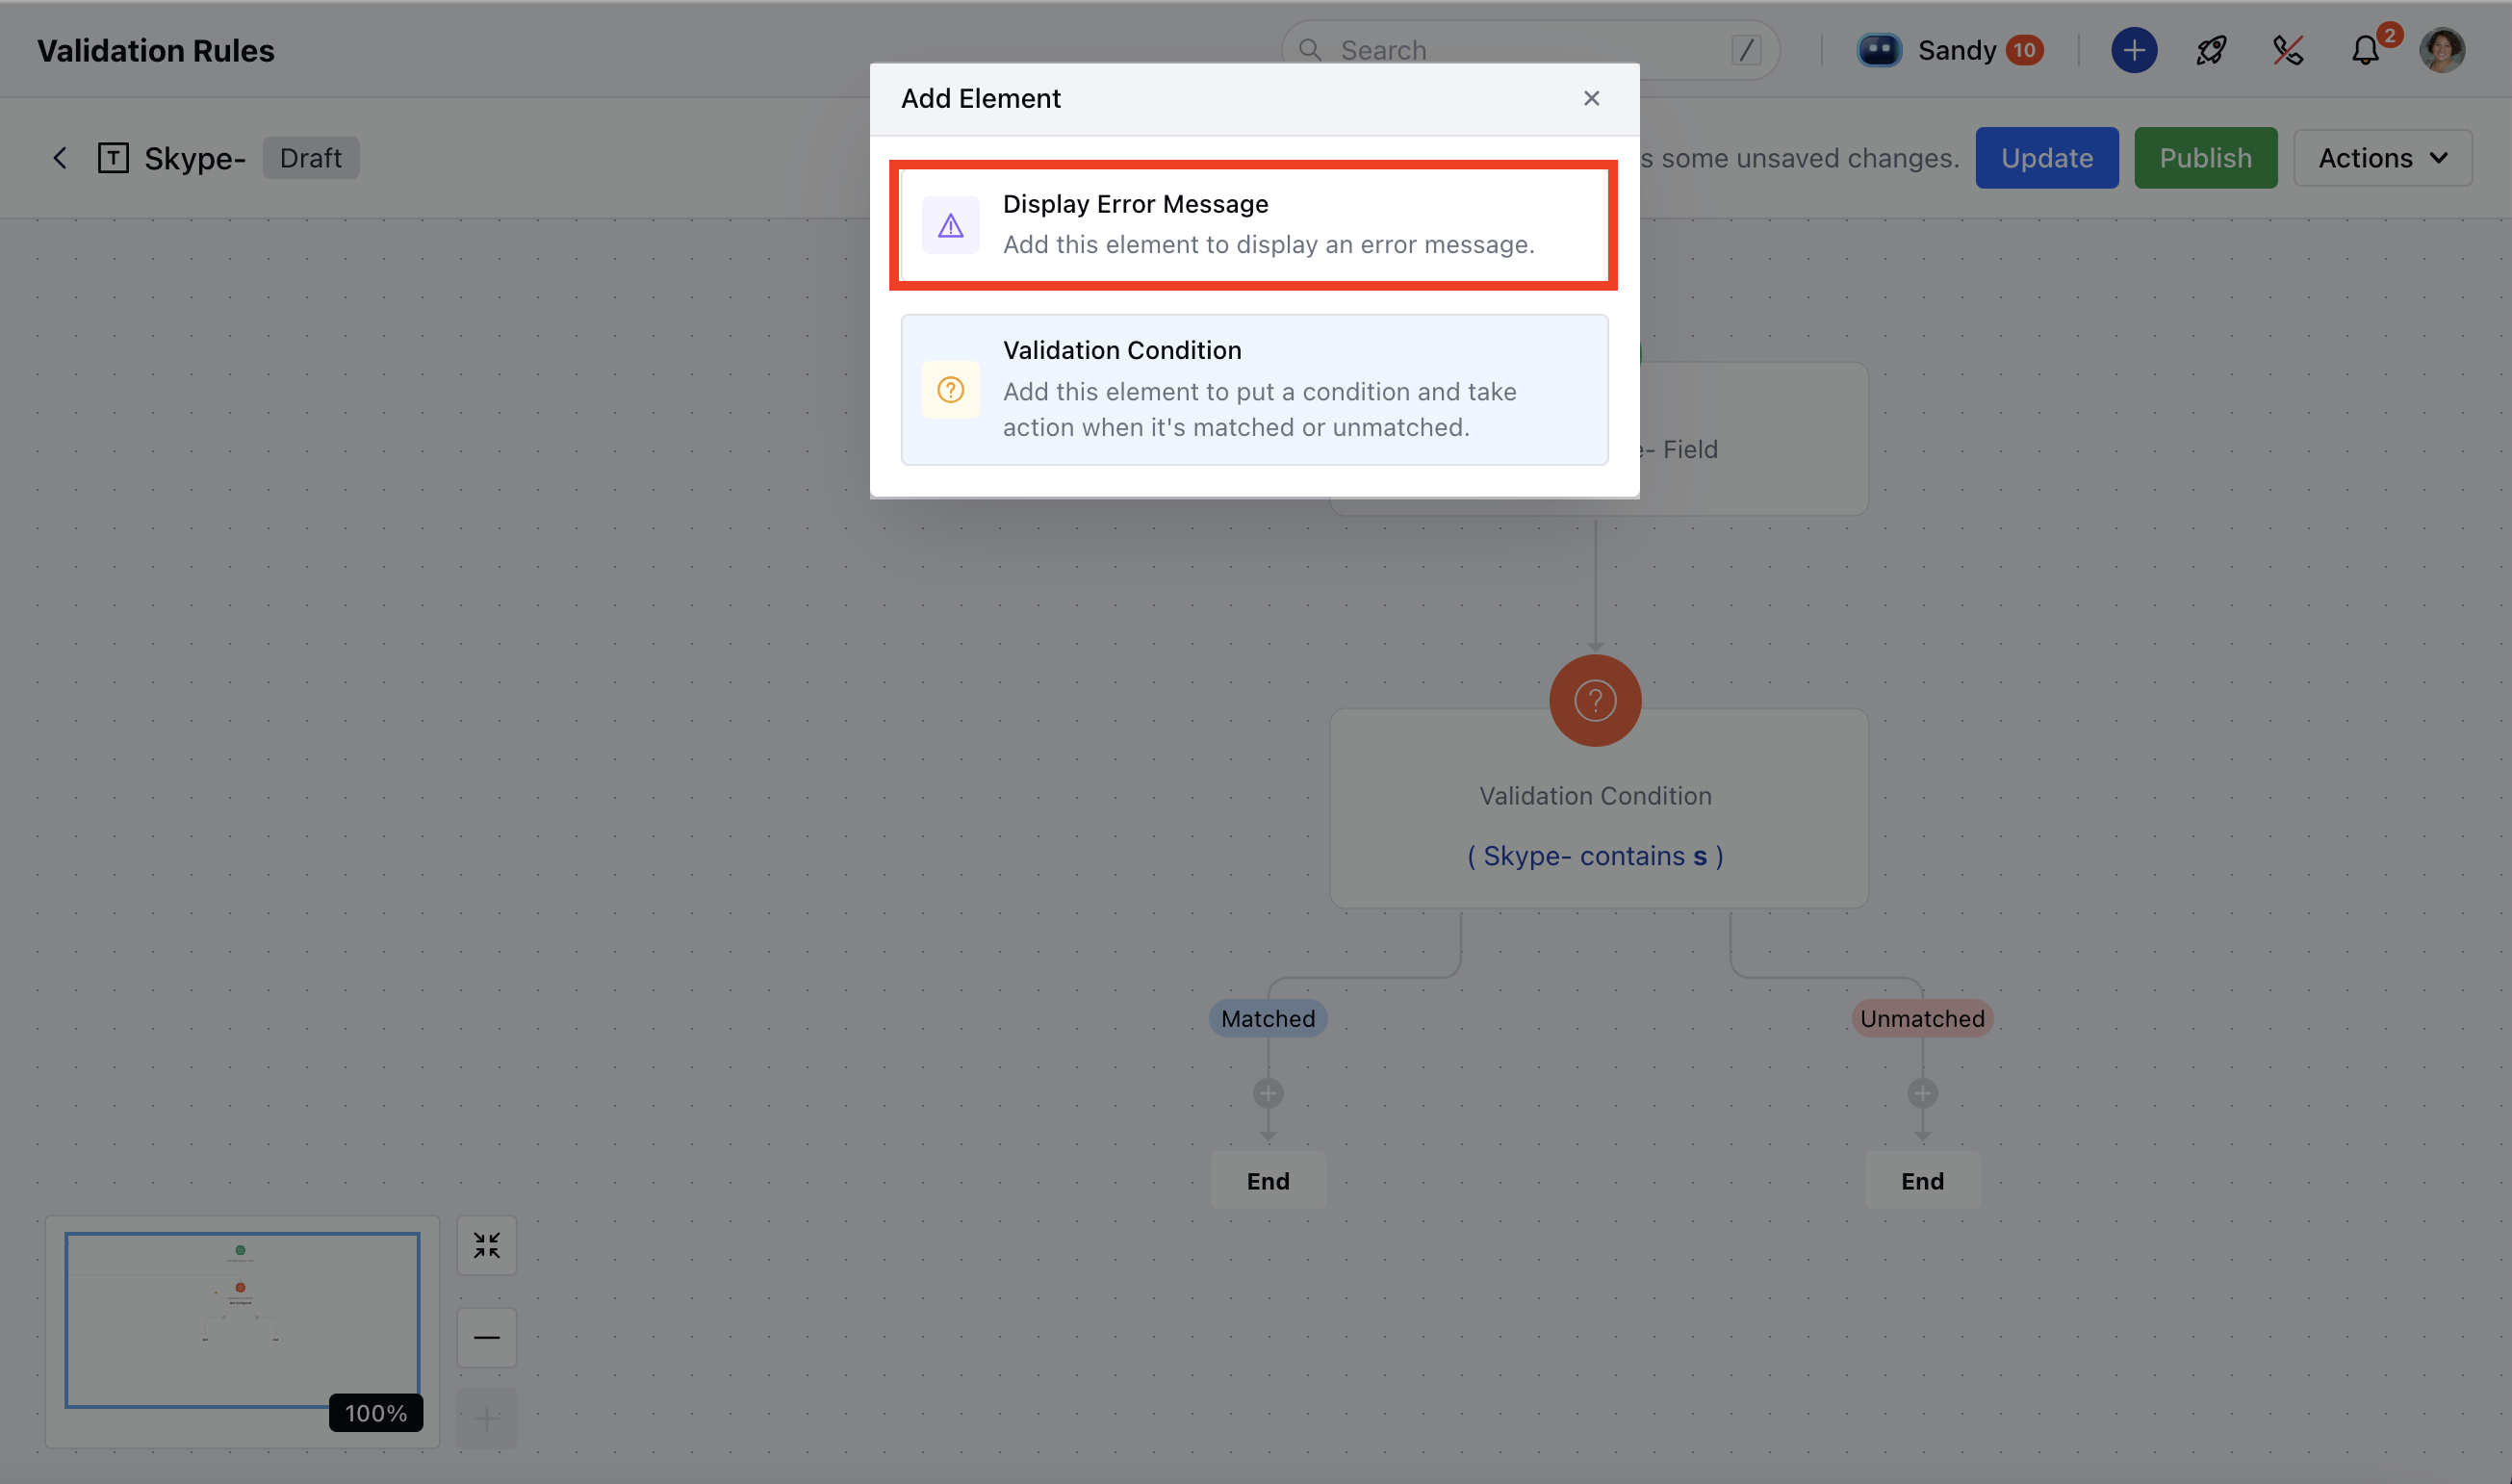 Validation Rules
Search
/
Sandy 10
2
Add Element
T Skype- Draft
s some unsaved changes.
Update
Publish
Actions
Display Error Message
Add this element to display an error message.
Validation Condition
Add this element to put a condition and take
action when it's matched or unmatched.
- Field
Validation Condition
( Skype- contains s )
Matched
Unmatched
End
End
100%